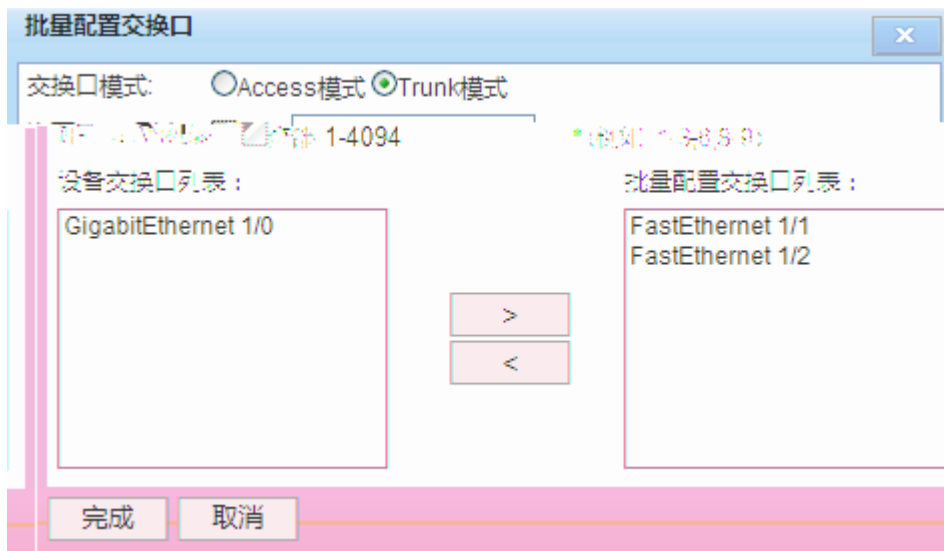 批量配置交换口
交换口模式: Access模式 Trunk模式
1-4094
设备交换口列表： 批量配置交换口列表：
GigabitEthernet 1/0 FastEthernet 1/1
FastEthernet 1/2
>
<
完成 取消